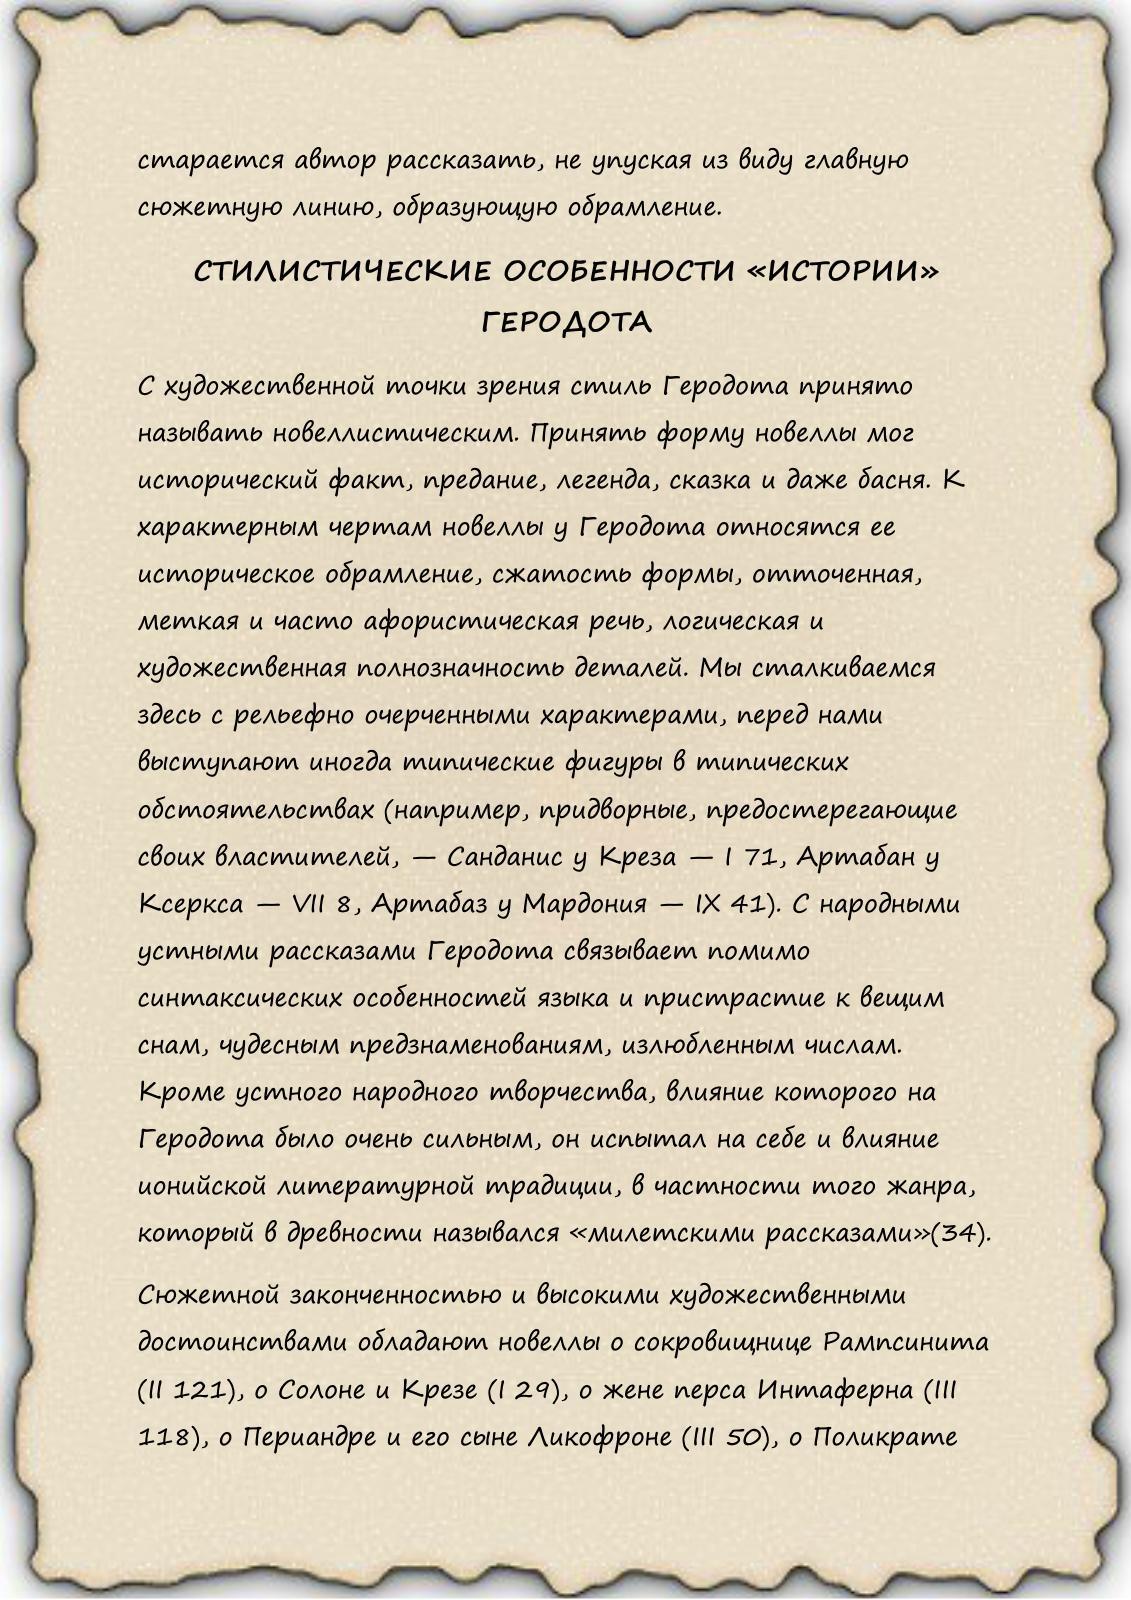 старается автор рассказать, не упуская из виду главную
сюжетную линию, образующую обрамление.
СТИЛИСТИЧЕСКИЕ ОСОБЕННОСТИ «ИСТОРИИ»
ГЕРОДОТА
С художественной точки зрения стиль Геродота принято
называть новеллистическим. Принять форму новеллы мог
исторический факт, предание, легенда, сказка и даже басня. К
характерным чертам новеллы у Геродота относятся ее
историческое обрамление, сжатость формы, отточенная,
меткая и часто афористическая речь, логическая и
художественная полнозначность деталей. Мы сталкиваемся
здесь с рельефно очерченными характерами, перед нами
выступают иногда типические фигуры в типических
обстоятельствах (например, придворные, предостерегающие
своих властителей, — Санданис у Креза — I 71, Артабан у
Ксеркса — VII 8, Артабаз у Мардония — IX 41). С народными
устными рассказами Геродота связывает помимо
синтаксических особенностей языка и пристрастие к вещим
снам, чудесным предзнаменованиям, излюбленным числам.
Кроме устного народного творчества, влияние которого на
Геродота было очень сильным, он испытал на себе и влияние
ионийской литературной традиции, в частности того жанра,
который в древности назывался «милетскими рассказами»(34).
Сюжетной законченностью и высокими художественными
достоинствами обладают новеллы о сокровищнице Рампсинита
(II 121), о Солоне и Крезе (I 29), о жене перса Интаферна (III
118), о Периандре и его сыне Ликофроне (III 50), о Поликрате